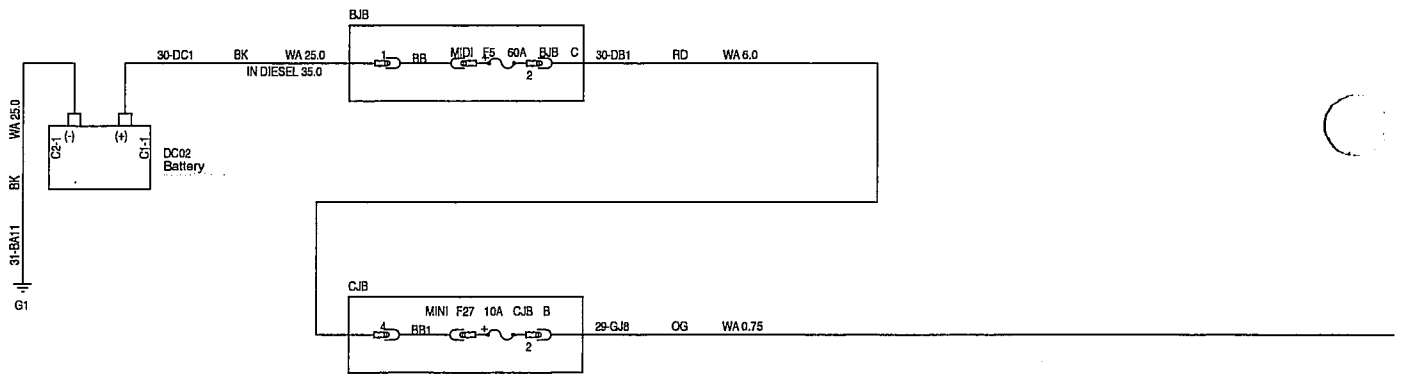 BJB
30-DC1 BK WA 25.0
IN DIESEL 35.0
1 BB MIDI F5 60A BJB C
+
2
30-DB1 RD WA 6.0
WA 25.0
BK
31-BA11
G1
(-) (+)
C2-1
C1-1
DC02
Battery
CJB
4 BB1 MINI F27 10A CJB B
+
2
29-GJ8 OG WA 0.75